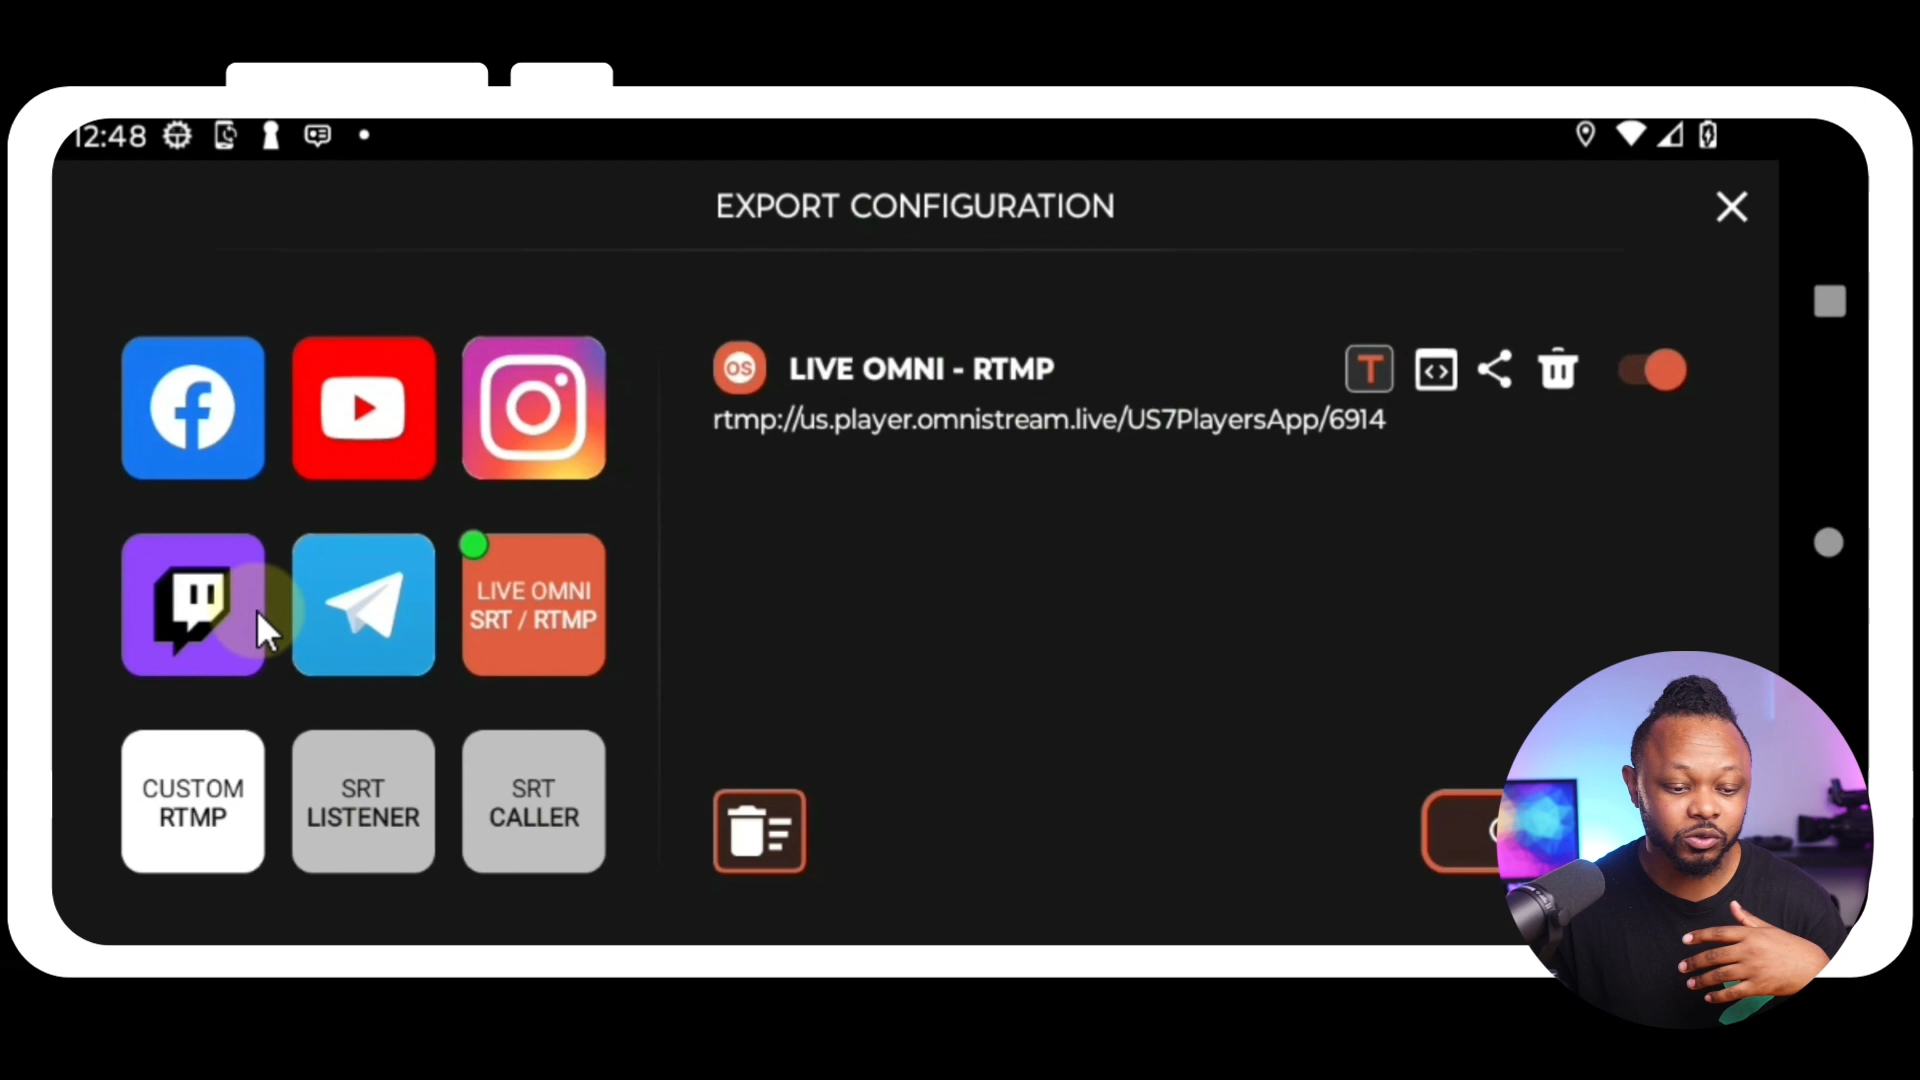 12:48
EXPORT CONFIGURATION
OS LIVE OMNI - RTMP T
rtmp://us.player.omnistream.live/US7PlayersApp/6914
LIVE OMNI
SRT / RTMP
CUSTOM
RTMP
SRT
LISTENER
SRT
CALLER